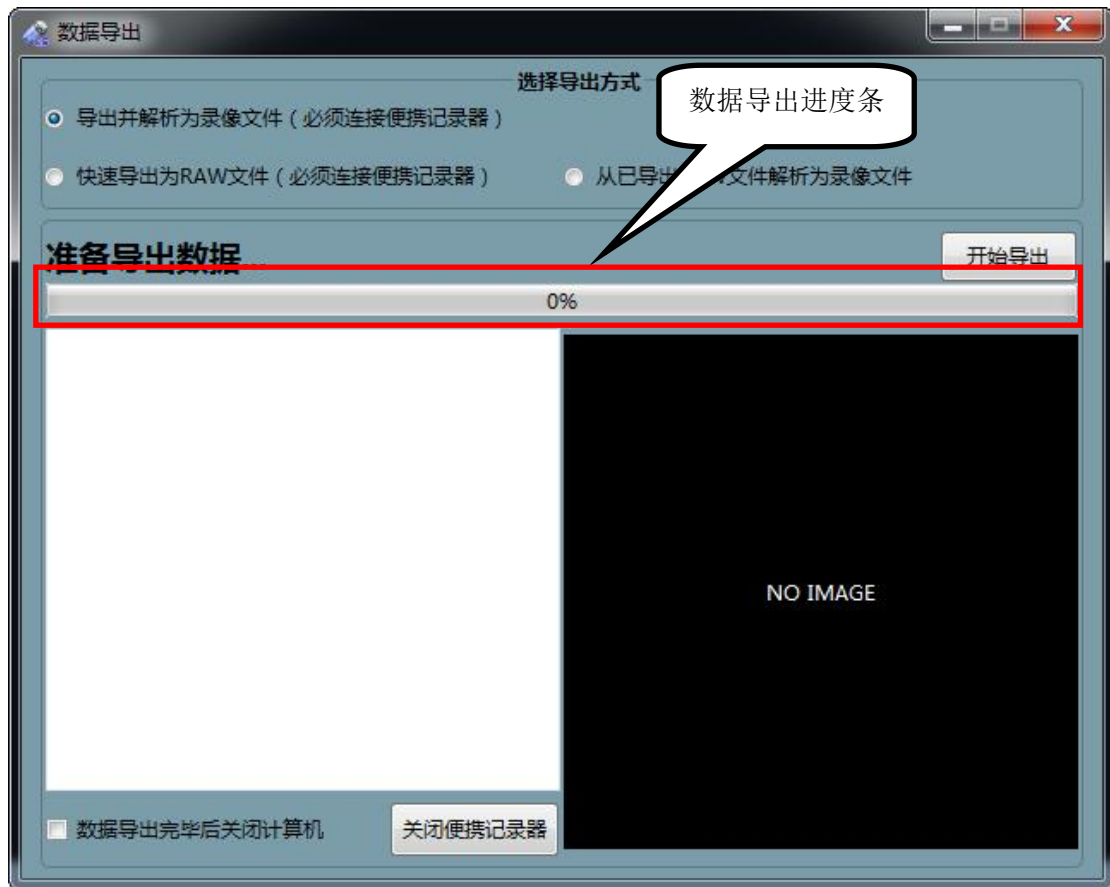 数据导出
选择导出方式
数据导出进度条
导出并解析为录像文件(必须连接便携记录器)
快速导出为RAW文件(必须连接便携记录器)
从已导出 文件解析为录像文件
准备导出数据...
开始导出
0%
NO IMAGE
数据导出完毕后关闭计算机
关闭便携记录器